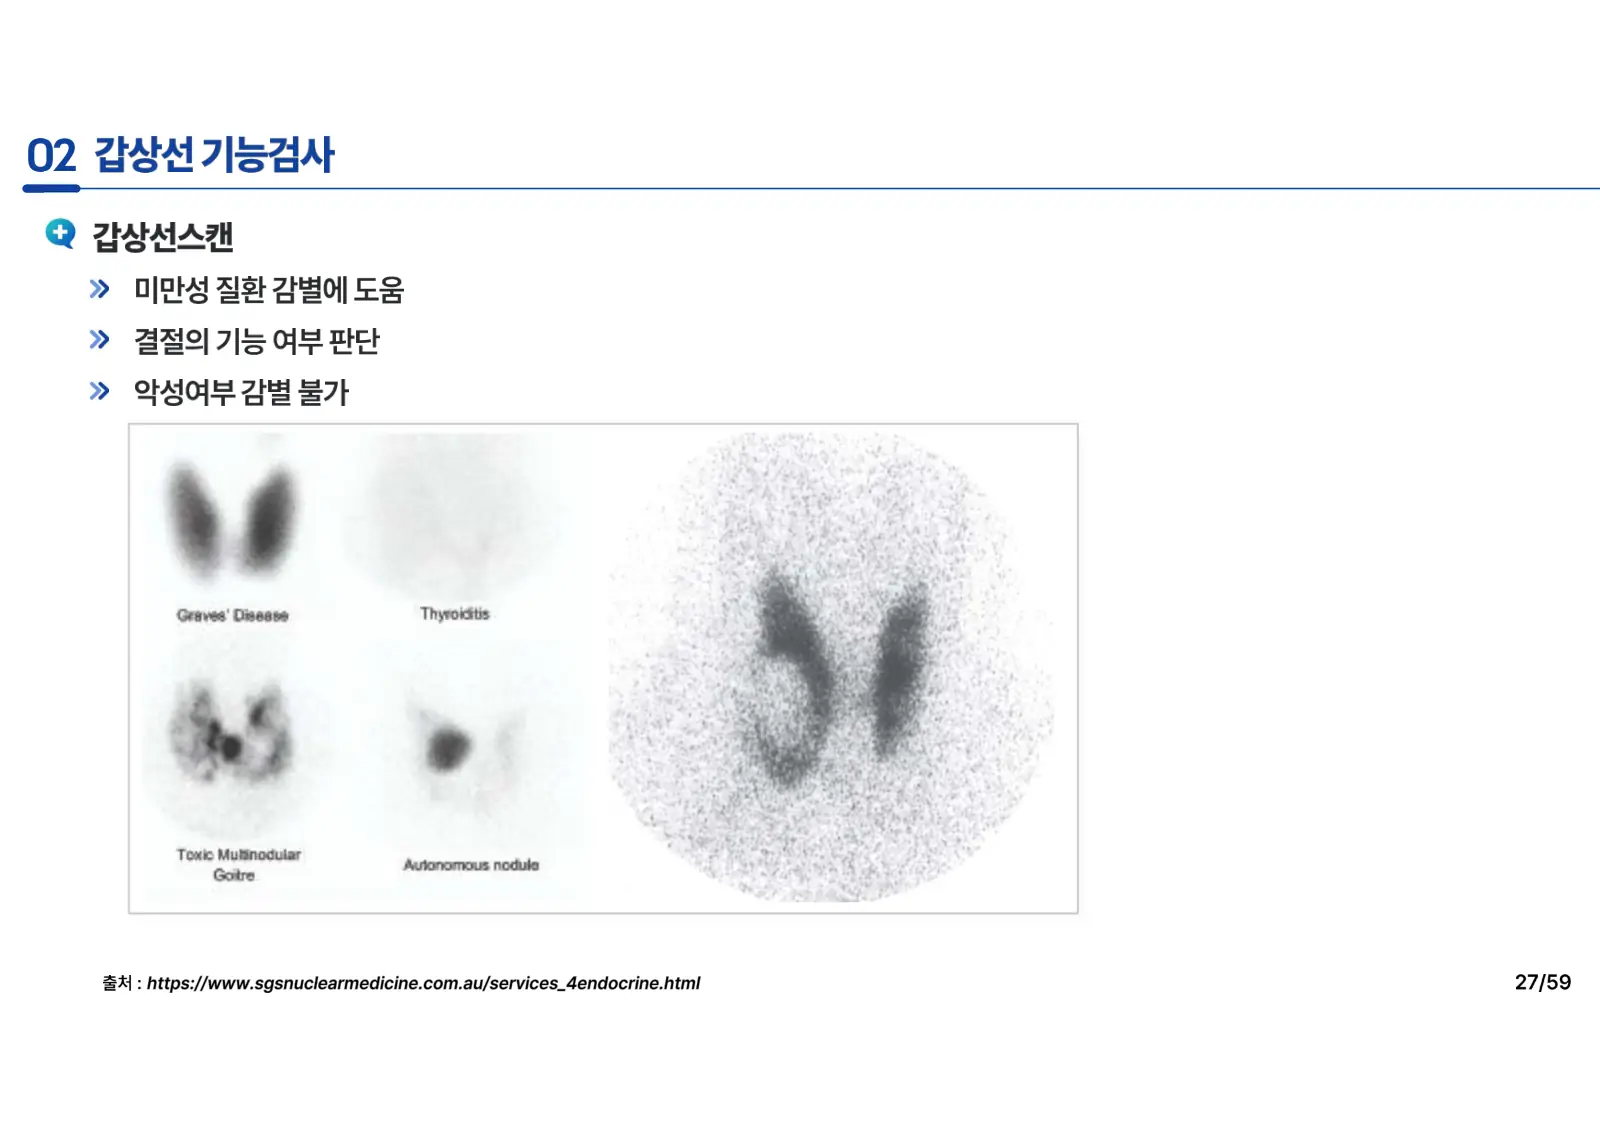 02 갑상선 기능검사
갑상선스캔
미만성 질환 감별에 도움
결절의 기능 여부 판단
악성여부 감별 불가
Graves' Disease
Thyroiditis
Toxic Multinodular
Goitre
Autonomous nodule
출처 : https://www.sgsnuclearmedicine.com.au/services_4endocrine.html
27/59